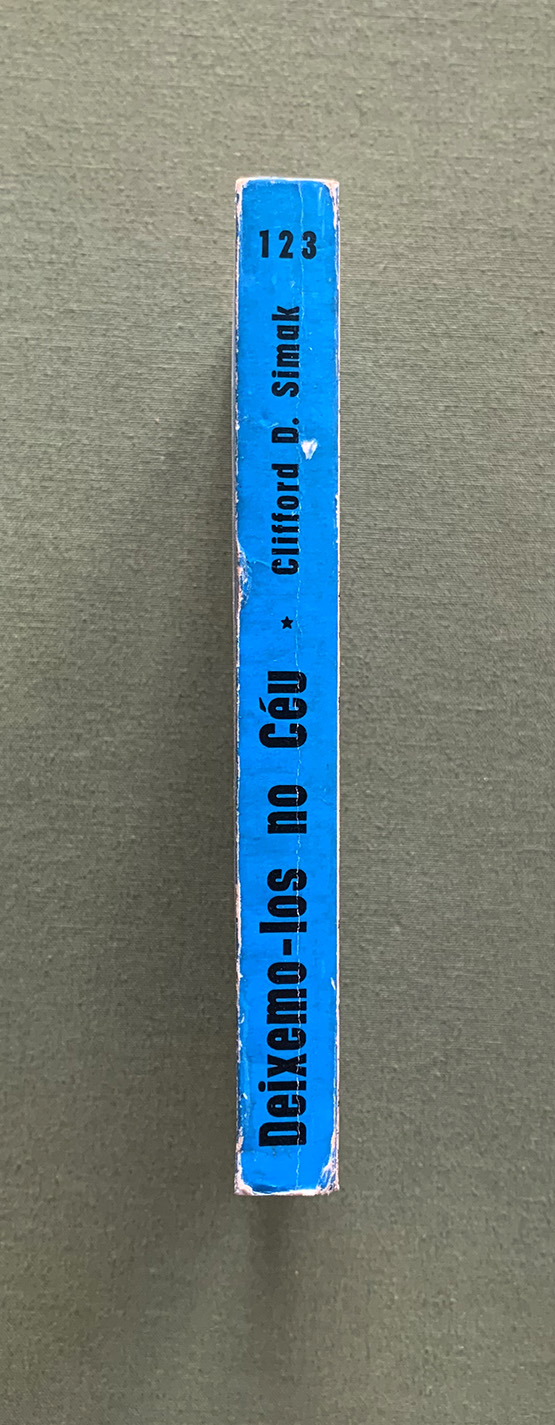 123
Deixemo-los no Céu ★ Clifford D. Simak